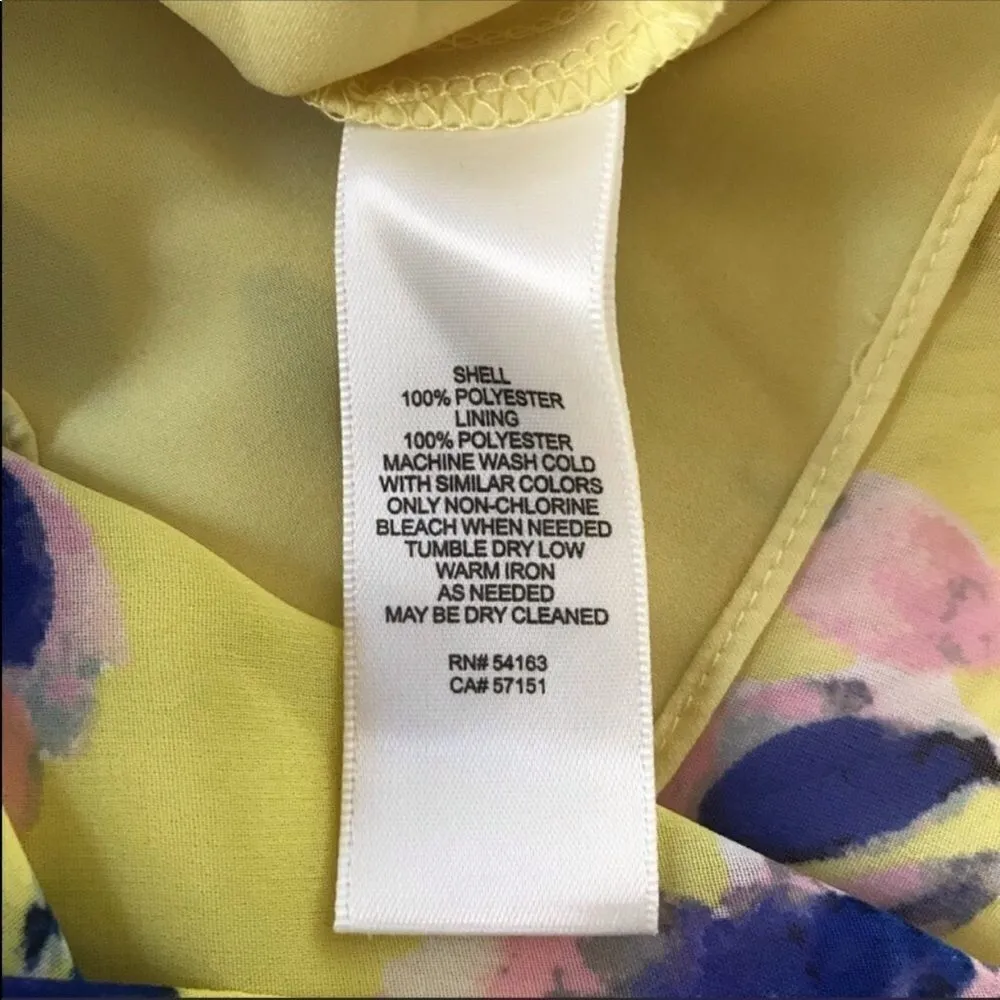 SHELL
100% POLYESTER
LINING
100% POLYESTER
MACHINE WASH COLD
WITH SIMILAR COLORS
ONLY NON-CHLORINE
BLEACH WHEN NEEDED
TUMBLE DRY LOW
WARM IRON
AS NEEDED
MAY BE DRY CLEANED
RN# 54163
CA# 57151